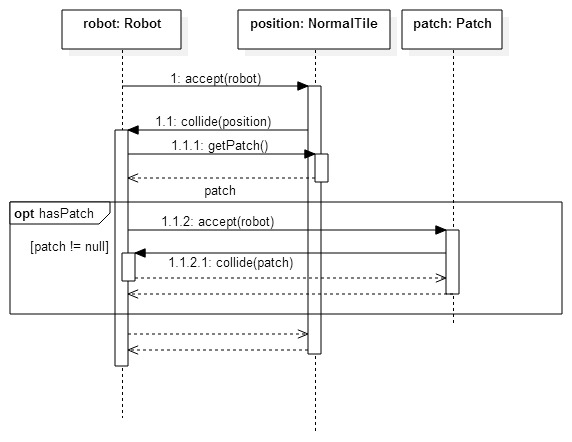 robot: Robot
position: NormalTile
patch: Patch
1: accept(robot)
1.1: collide(position)
1.1.1: getPatch()
patch
opt hasPatch
1.1.2: accept(robot)
[patch != null]
1.1.2.1: collide(patch)